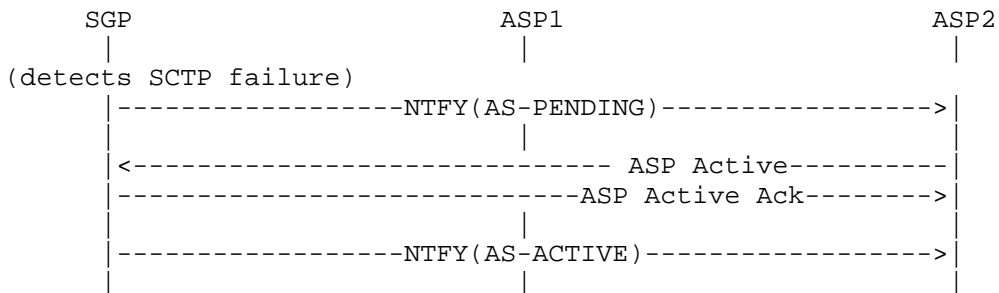 SGP ASP1 ASP2
(detects SCTP failure)
NTFY(AS-PENDING)
ASP Active
ASP Active Ack
NTFY(AS-ACTIVE)